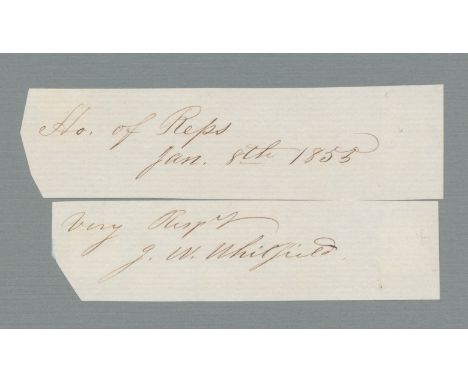 Ho. of Reps
Jan. 8th 1855
Very Respt
J. W. Whitfield